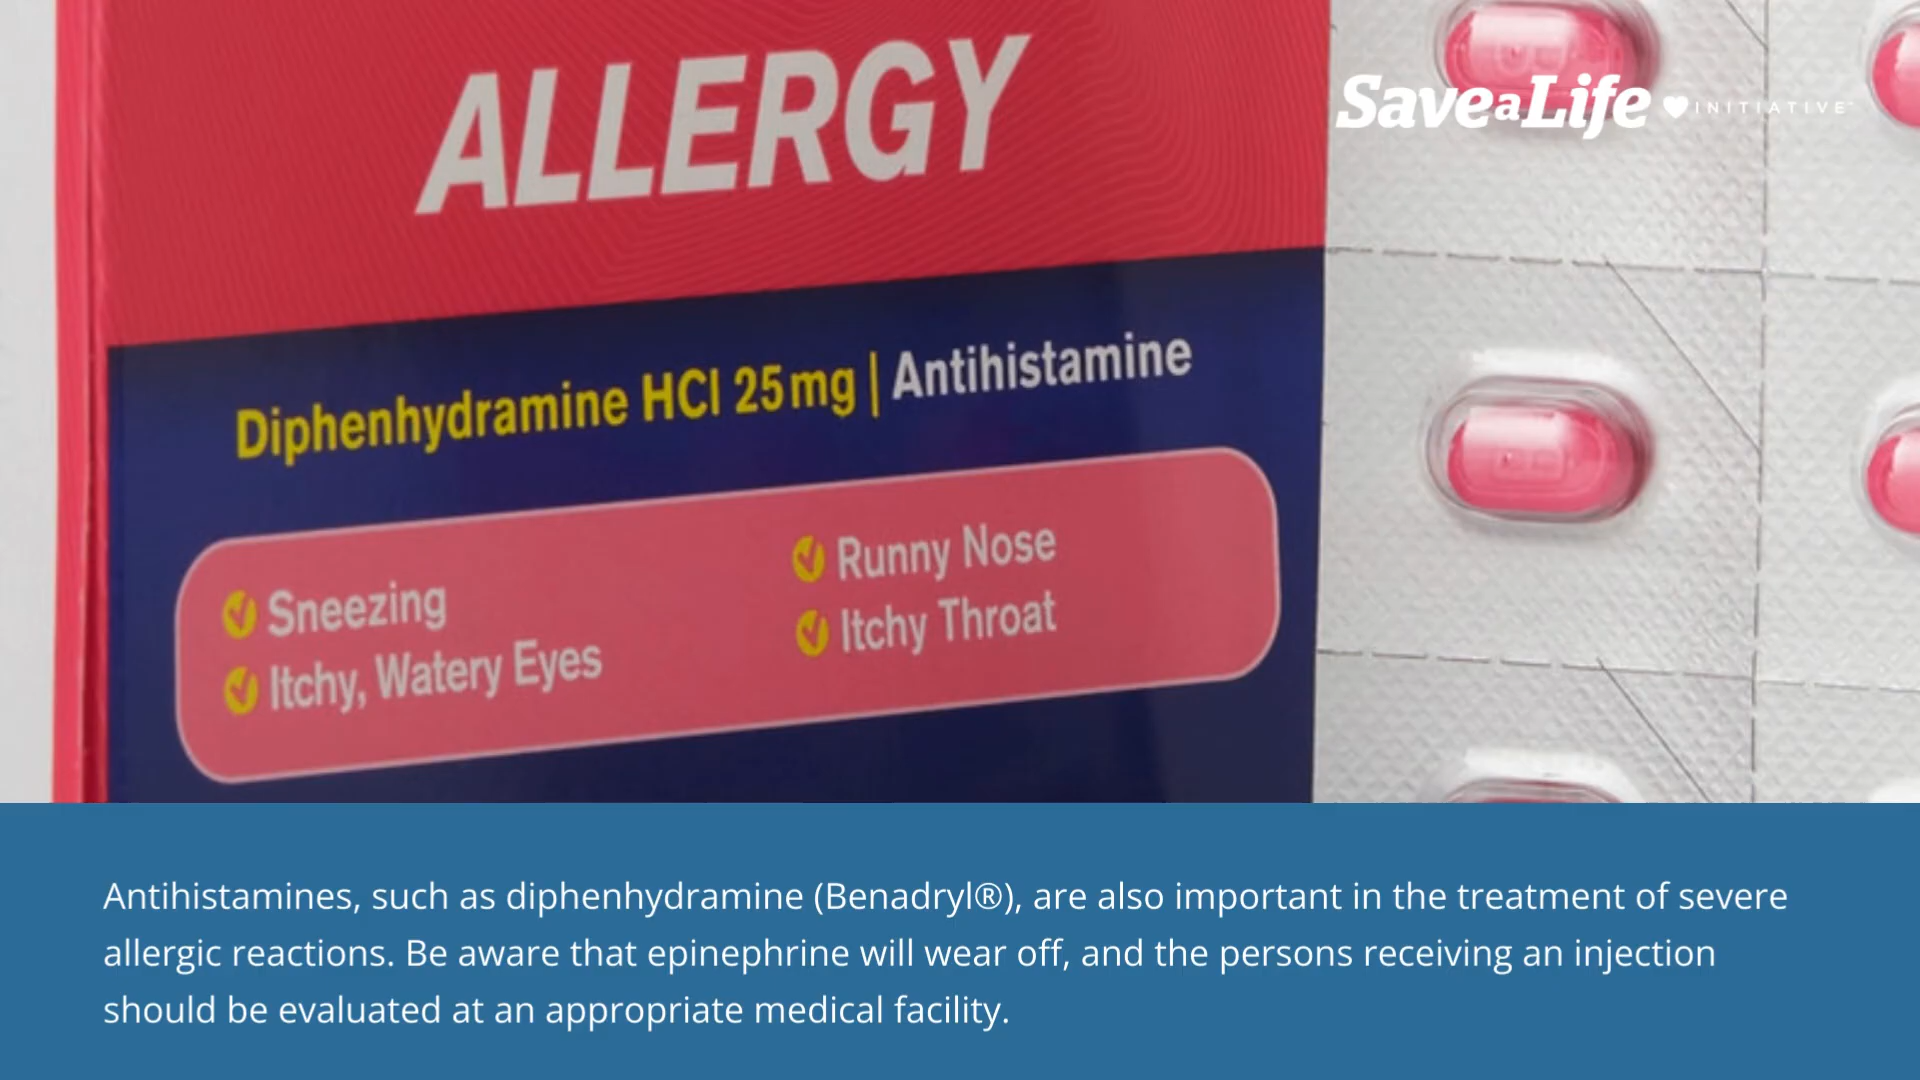 ALLERGY
SaveaLife INITIATIVE
Diphenhydramine HCl 25 mg | Antihistamine
Sneezing
Itchy, Watery Eyes
Runny Nose
Itchy Throat
Antihistamines, such as diphenhydramine (Benadryl®), are also important in the treatment of severe
allergic reactions. Be aware that epinephrine will wear off, and the persons receiving an injection
should be evaluated at an appropriate medical facility.